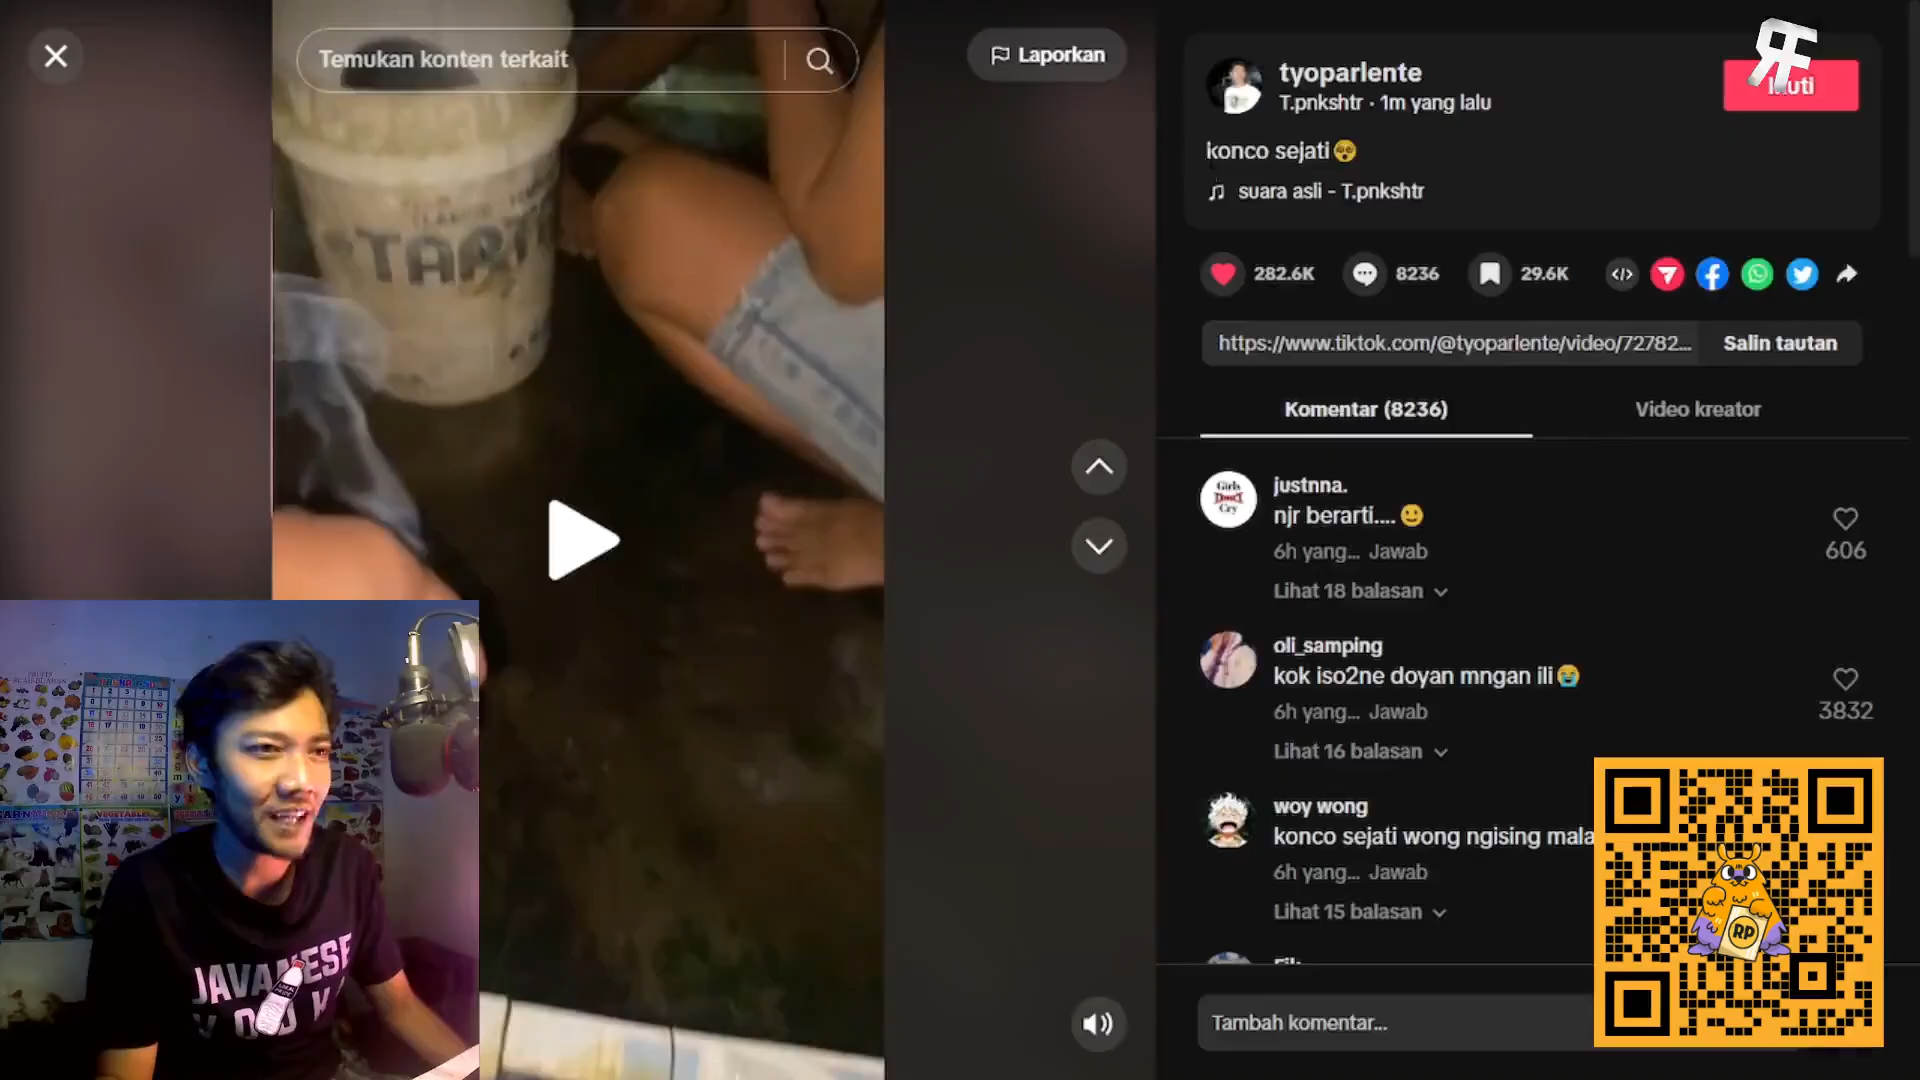 Temukan konten terkait
Laporkan
tyoparlente
T.pnkshtr · 1m yang lalu
konco sejati🥺
suara asli - T.pnkshtr
282.6K
8236
29.6K
https://www.tiktok.com/@tyoparlente/video/72782...
Salin tautan
Komentar (8236)
Video kreator
justnna.
njr berarti....🙂
6h yang... Jawab
606
Lihat 18 balasan
oli_samping
kok iso2ne doyan mngan ili😭
6h yang... Jawab
3832
Lihat 16 balasan
woy wong
konco sejati wong ngising mala
6h yang... Jawab
Lihat 15 balasan
Tambah komentar...
RP
Girls
Cry
JAVANESE